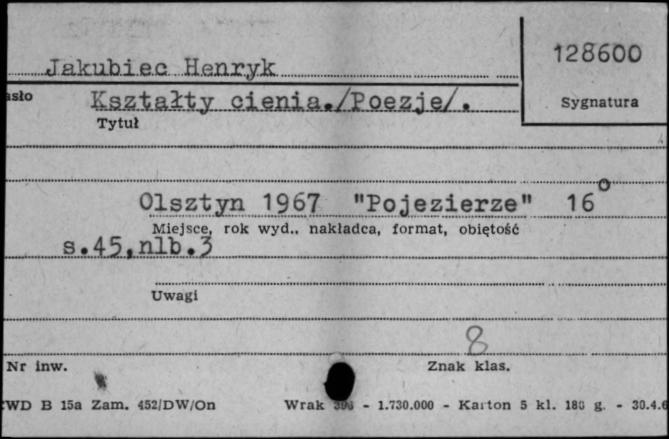 128600
Jakubiec Henryk
Sygnatura
Kształty cienia./Poezje/.
Tytuł
Olsztyn 1967 "Pojezierze" 16°
Miejsce, rok wyd., nakładca, format, obiętość
s.45,nlb.3
Uwagi
8
Nr inw. Znak klas.
WD B 15a Zam. 452/DW/On Wrak - 1.730.000 - Karton 5 kl. 180 g. - 30.4.6